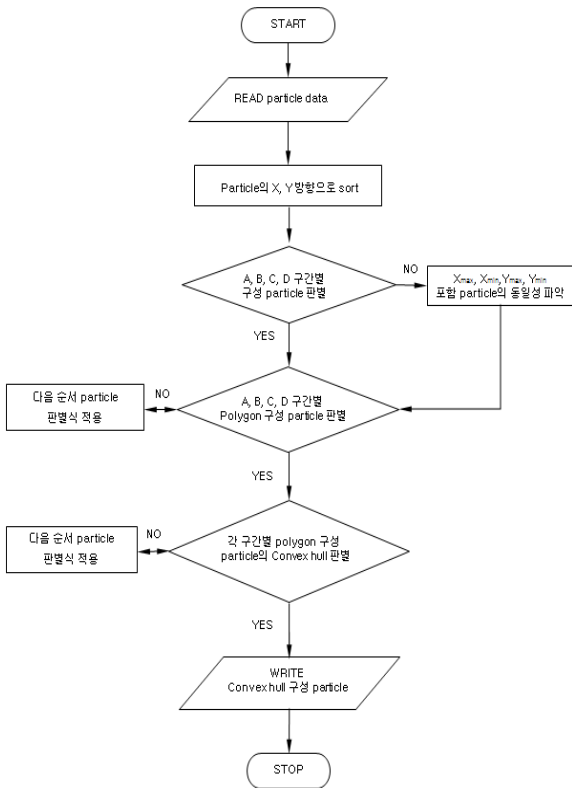 START
READ particle data
Particle의 X, Y 방향으로 sort
A, B, C, D 구간별
구성 particle 판별
NO
Xmax, Xmin,Ymax, Ymin
포함 particle의 동일성 파악
YES
A, B, C, D 구간별
Polygon 구성 particle 판별
NO
다음 순서 particle
판별식 적용
YES
각 구간별 polygon 구성
particle의 Convex hull 판별
NO
다음 순서 particle
판별식 적용
YES
WRITE
Convex hull 구성 particle
STOP